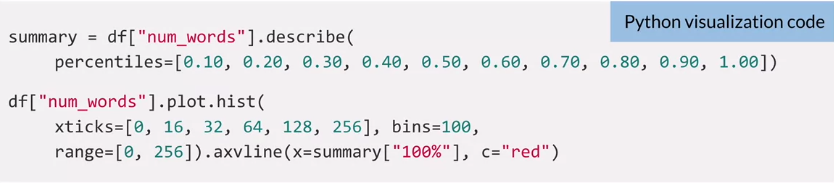 Python visualization code
summary = df["num_words"].describe(
percentiles=[0.10, 0.20, 0.30, 0.40, 0.50, 0.60, 0.70, 0.80, 0.90, 1.00])
df["num_words"].plot.hist(
xticks=[0, 16, 32, 64, 128, 256], bins=100,
range=[0, 256]).axvline(x=summary["100%"], c="red")